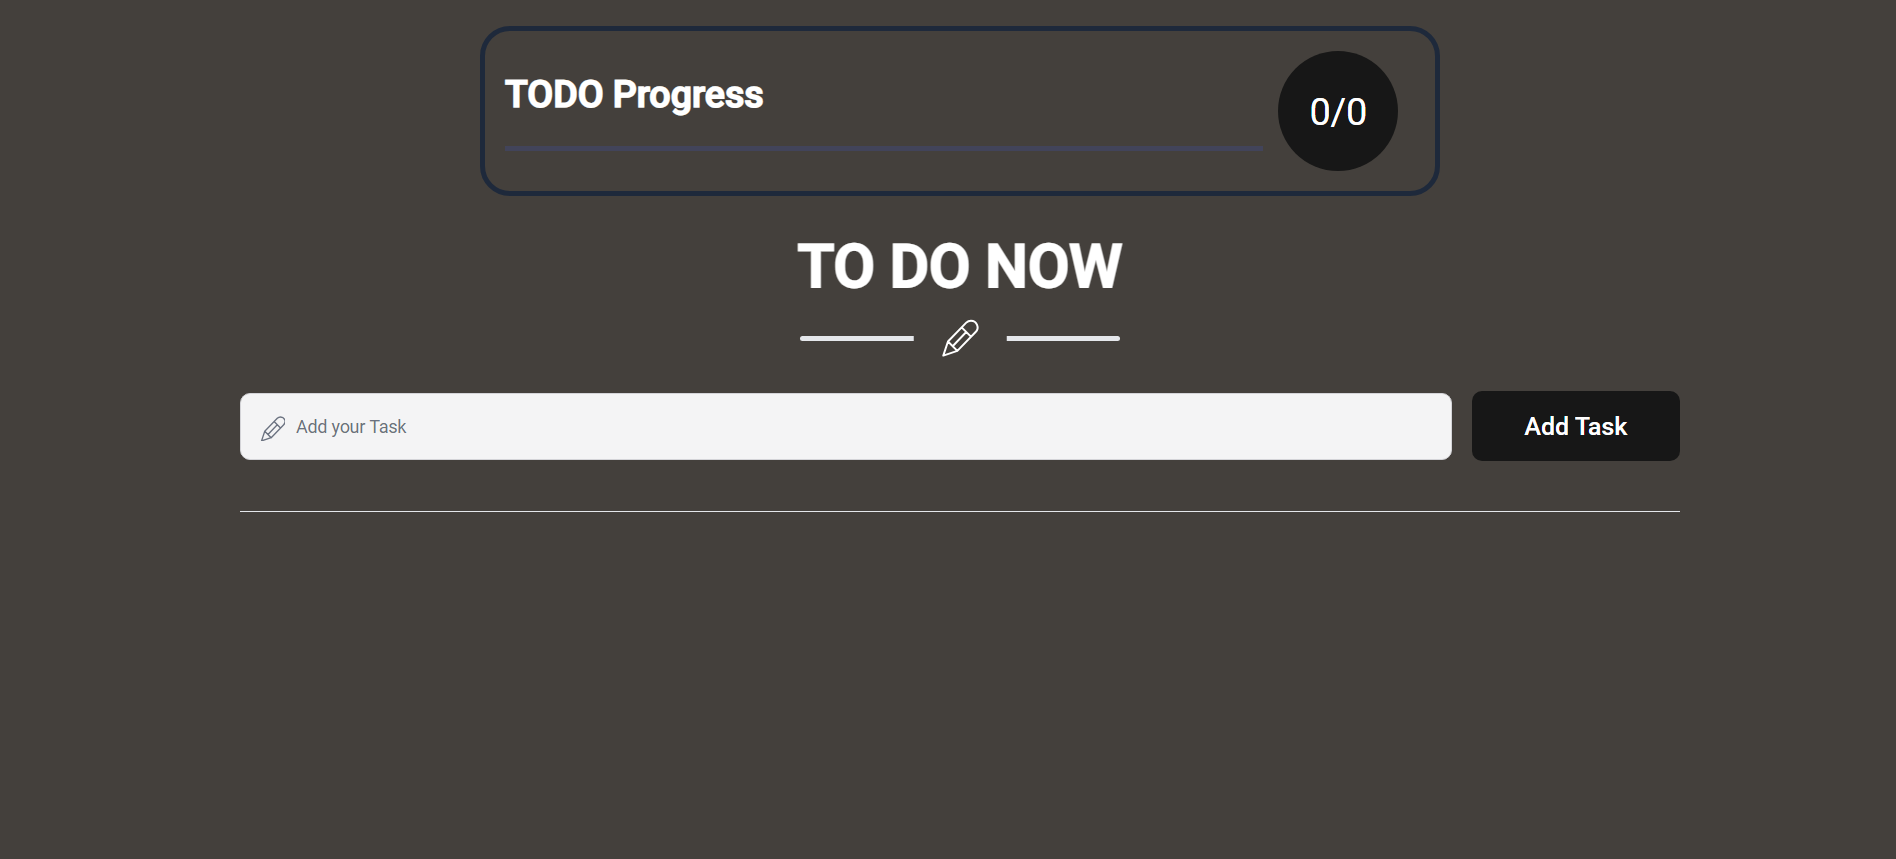 TODO Progress
0/0
TO DO NOW
Add your Task
Add Task